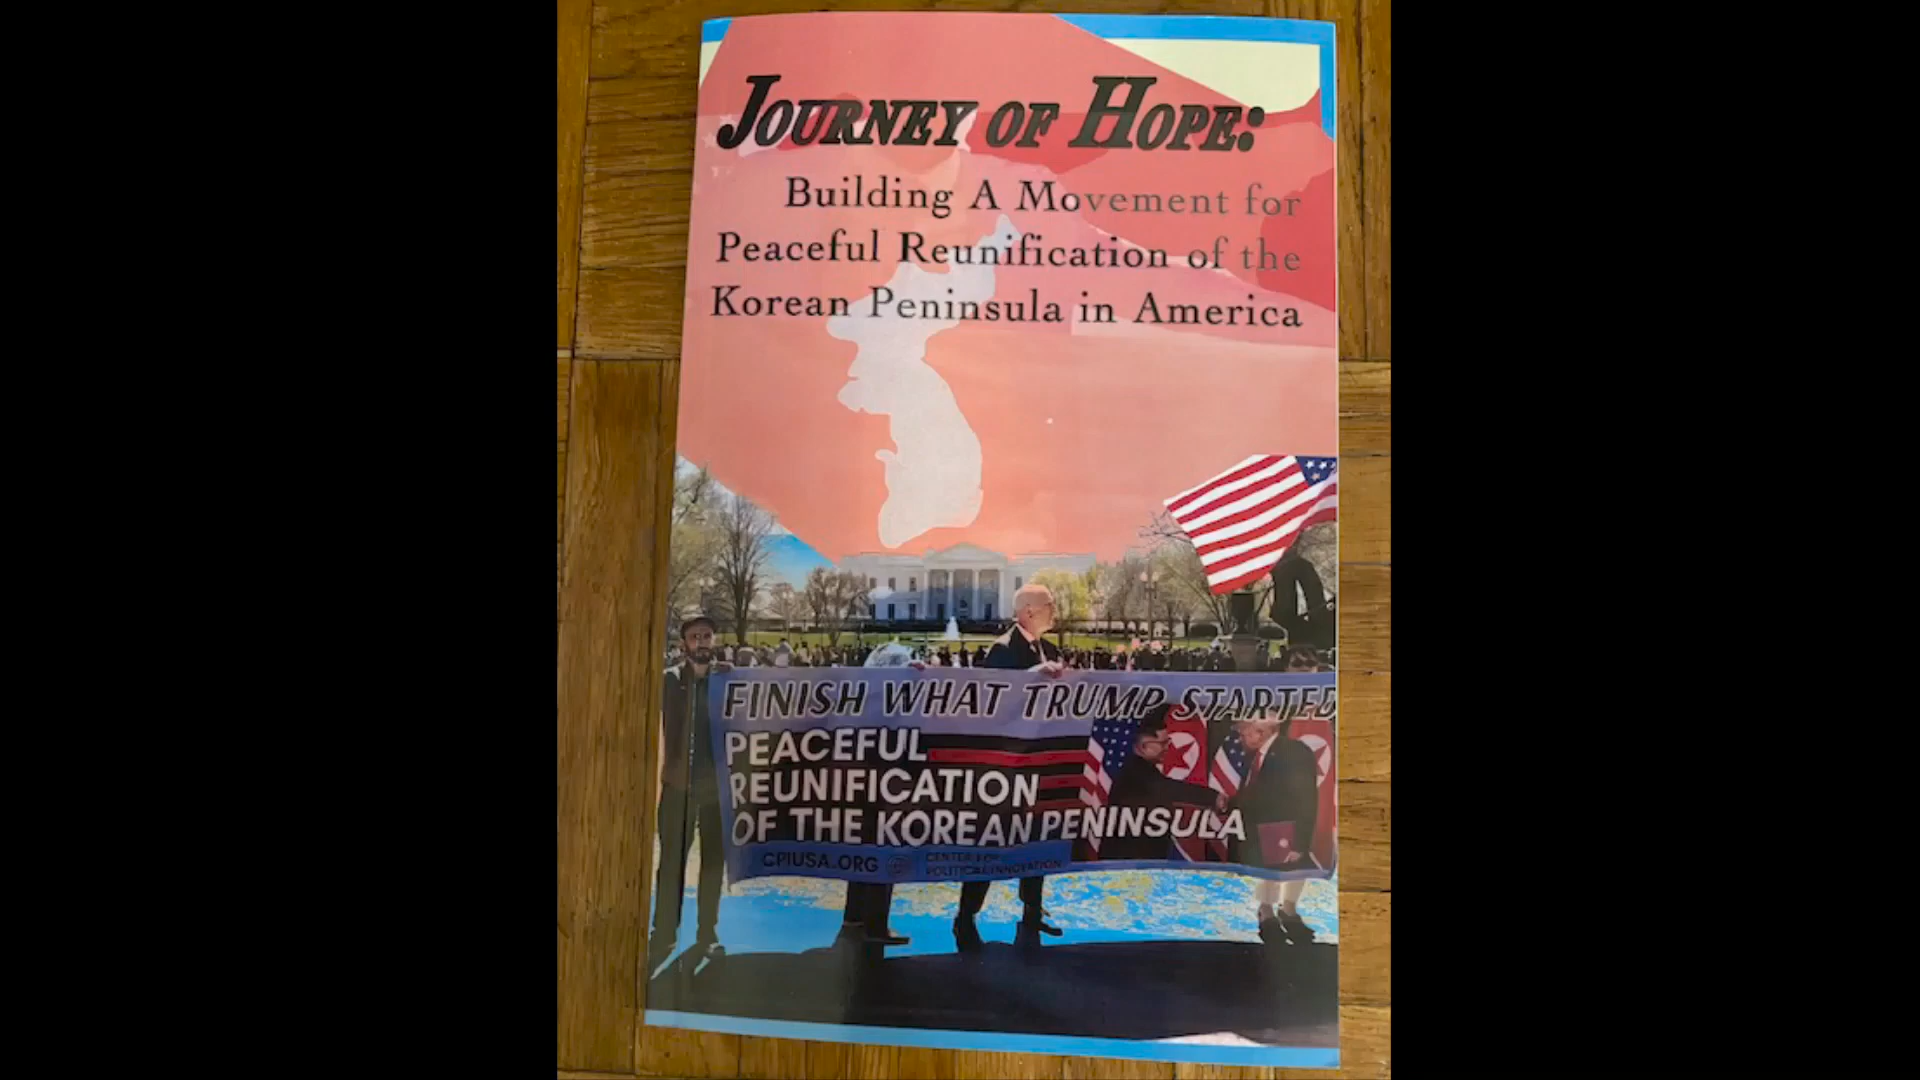 JOURNEY OF HOPE:
Building A Movement for
Peaceful Reunification of the
Korean Peninsula in America
FINISH WHAT TRUMP STARTED
PEACEFUL
REUNIFICATION
OF THE KOREAN PENINSULA
CPIUSA.ORG
CENTER FOR
POLITICAL INNOVATION